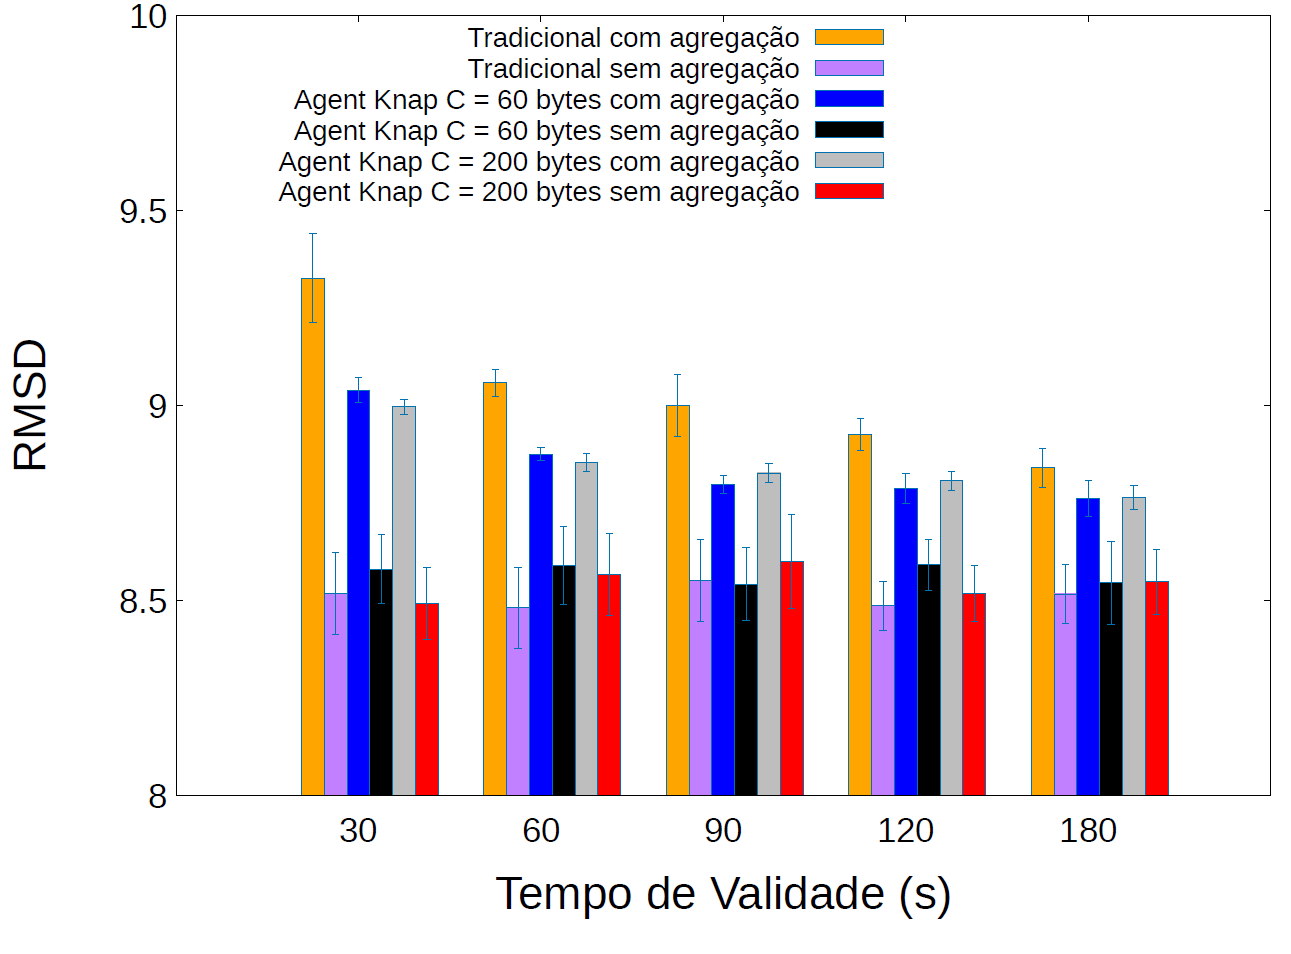 10
9.5
9
8.5
8
RMSD
Tradicional com agregação
Tradicional sem agregação
Agent Knap C = 60 bytes com agregação
Agent Knap C = 60 bytes sem agregação
Agent Knap C = 200 bytes com agregação
Agent Knap C = 200 bytes sem agregação
30 60 90 120 180
Tempo de Validade (s)